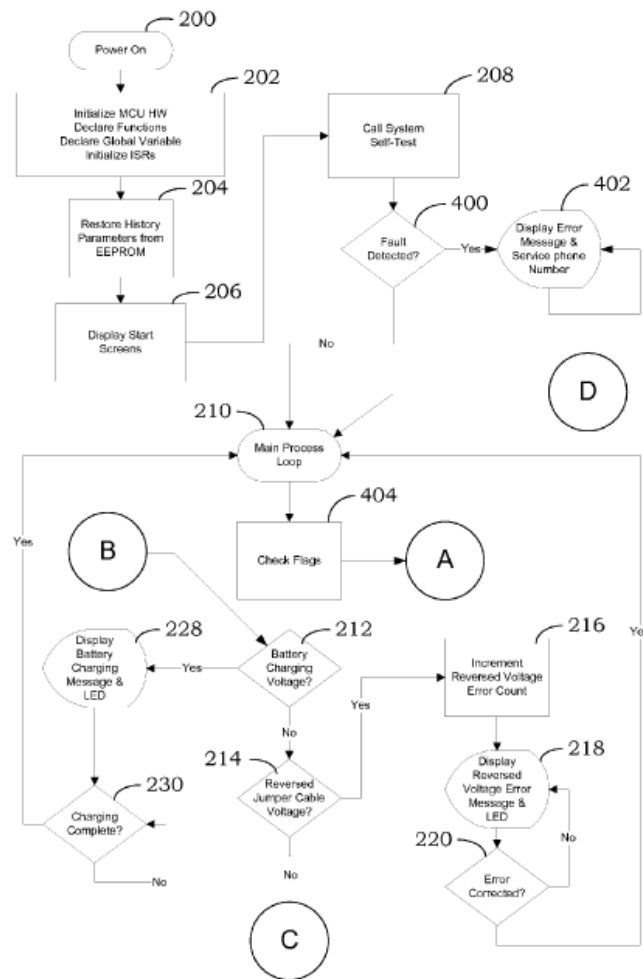 200
Power On
202
Initialize MCU HW
Declare Functions
Declare Global Variable
Initialize ISRs
204
Restore History
Parameters from
EEPROM
206
Display Start
Screens
208
Call System
Self-Test
400
Fault
Detected?
Yes
402
Display Error
Message &
Service phone
Number
No
D
210
Main Process
Loop
404
Check Flags
A
Yes
B
212
Battery
Charging
Voltage?
Yes
228
Display
Battery
Charging
Message &
LED
No
230
Charging
Complete?
No
214
Reversed
Jumper Cable
Voltage?
Yes
No
C
216
Increment
Reversed Voltage
Error Count
218
Display
Reversed
Voltage Error
Message &
LED
No
220
Error
Corrected?